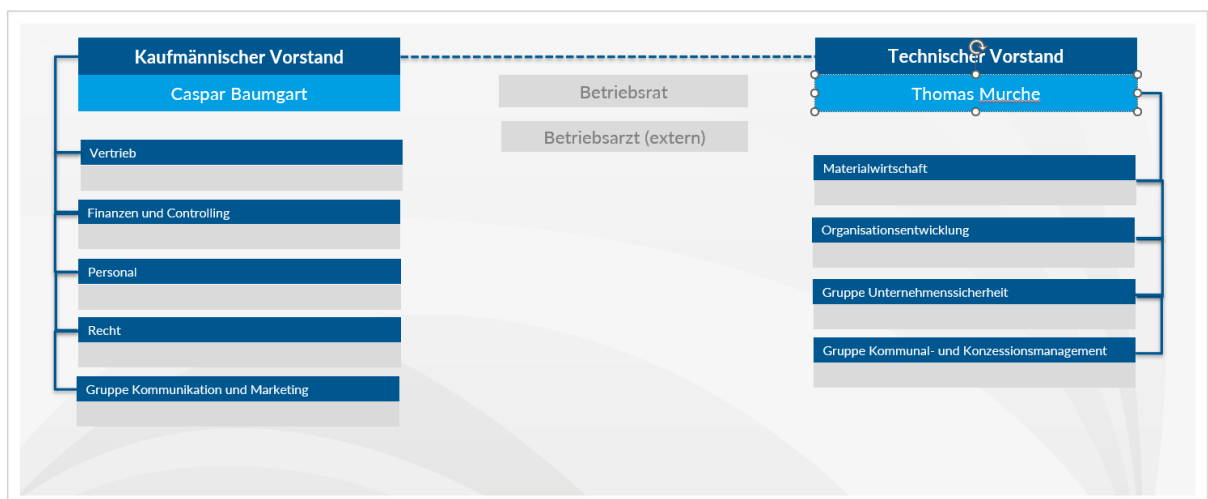 Kaufmännischer Vorstand
Caspar Baumgart
Vertrieb
Finanzen und Controlling
Personal
Recht
Gruppe Kommunikation und Marketing
Betriebsrat
Betriebsarzt (extern)
Technischer Vorstand
Thomas Murche
Materialwirtschaft
Organisationsentwicklung
Gruppe Unternehmenssicherheit
Gruppe Kommunal- und Konzessionsmanagement